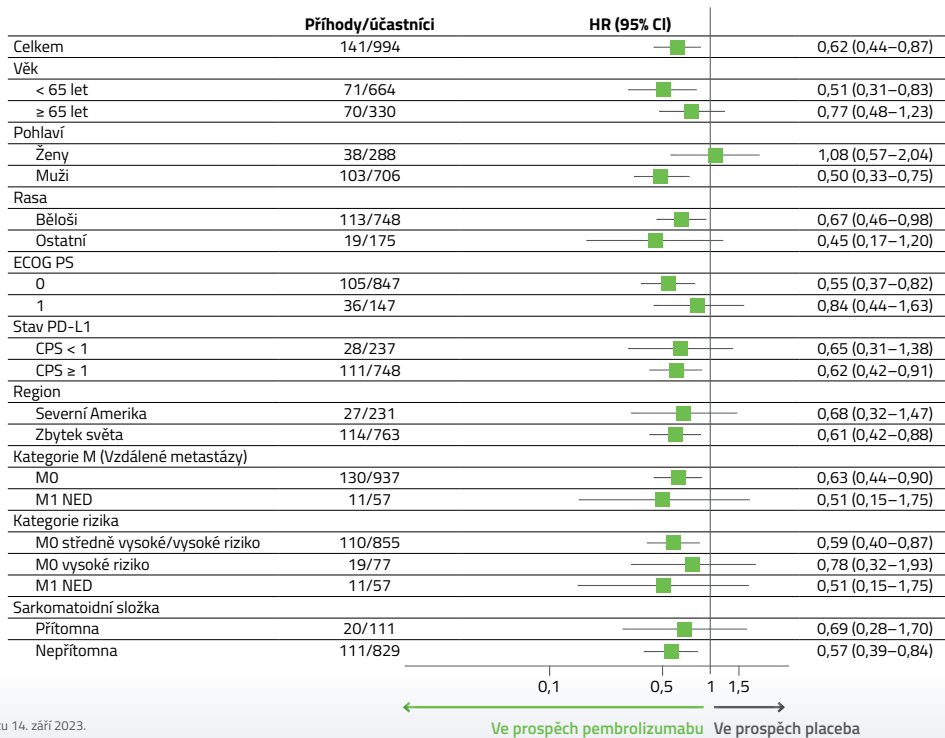 Příhody/účastníci HR (95% CI)
Celkem 141/994 0,62 (0,44–0,87)
Věk
< 65 let 71/664 0,51 (0,31–0,83)
≥ 65 let 70/330 0,77 (0,48–1,23)
Pohlaví
Ženy 38/288 1,08 (0,57–2,04)
Muži 103/706 0,50 (0,33–0,75)
Rasa
Běloši 113/748 0,67 (0,46–0,98)
Ostatní 19/175 0,45 (0,17–1,20)
ECOG PS
0 105/847 0,55 (0,37–0,82)
1 36/147 0,84 (0,44–1,63)
Stav PD-L1
CPS < 1 28/237 0,65 (0,31–1,38)
CPS ≥ 1 111/748 0,62 (0,42–0,91)
Region
Severní Amerika 27/231 0,68 (0,32–1,47)
Zbytek světa 114/763 0,61 (0,42–0,88)
Kategorie M (Vzdálené metastázy)
M0 130/937 0,63 (0,44–0,90)
M1 NED 11/57 0,51 (0,15–1,75)
Kategorie rizika
M0 středně vysoké/vysoké riziko 110/855 0,59 (0,40–0,87)
M0 vysoké riziko 19/77 0,78 (0,32–1,93)
M1 NED 11/57 0,51 (0,15–1,75)
Sarkomatoidní složka
Přítomna 20/111 0,69 (0,28–1,70)
Nepřítomna 111/829 0,57 (0,39–0,84)
0,1 0,5 1 1,5
Ve prospěch pembrolizumabu Ve prospěch placeba
14. září 2023.